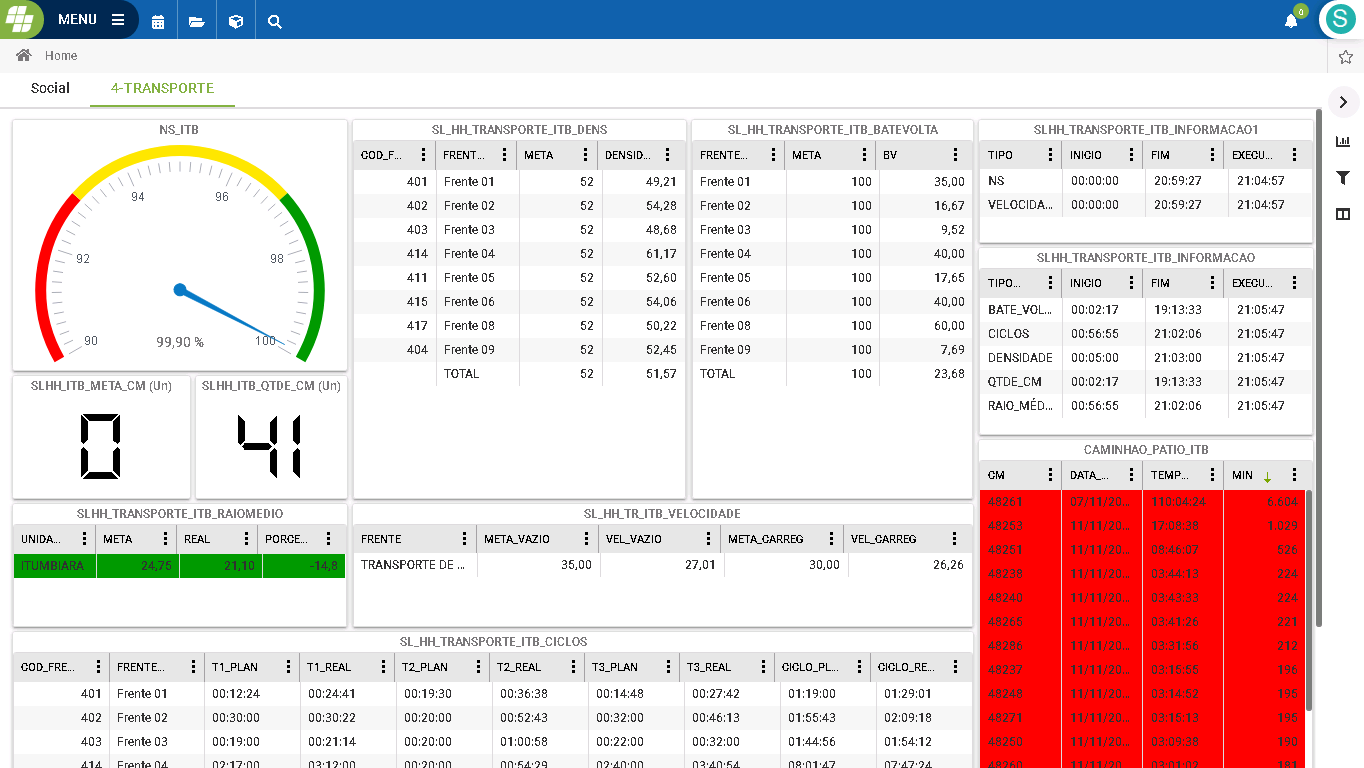 MENU
0
S
Home
Social 4-TRANSPORTE
NS_ITB
94 96
92 98
90 99,90 % 100
SLHH_ITB_META_CM (Un)
0
SLHH_ITB_QTDE_CM (Un)
41
SL_HH_TRANSPORTE_ITB_DENS
COD_F... FRENT... META DENSID...
401 Frente 01 52 49,21
402 Frente 02 52 54,28
403 Frente 03 52 48,68
414 Frente 04 52 61,17
411 Frente 05 52 52,60
415 Frente 06 52 54,06
417 Frente 08 52 50,22
404 Frente 09 52 52,45
TOTAL 52 51,57
SL_HH_TRANSPORTE_ITB_BATEVOLTA
FRENTE... META BV
Frente 01 100 35,00
Frente 02 100 16,67
Frente 03 100 9,52
Frente 04 100 40,00
Frente 05 100 17,65
Frente 06 100 40,00
Frente 08 100 60,00
Frente 09 100 7,69
TOTAL 100 23,68
SLHH_TRANSPORTE_ITB_INFORMACAO1
TIPO INICIO FIM EXECU...
NS 00:00:00 20:59:27 21:04:57
VELOCIDA... 00:00:00 20:59:27 21:04:57
SLHH_TRANSPORTE_ITB_INFORMACAO
TIPO... INICIO FIM EXECU...
BATE_VOL... 00:02:17 19:13:33 21:05:47
CICLOS 00:56:55 21:02:06 21:05:47
DENSIDADE 00:05:00 21:03:00 21:05:47
QTDE_CM 00:02:17 19:13:33 21:05:47
RAIO_MÉD... 00:56:55 21:02:06 21:05:47
CAMINHAO_PATIO_ITB
CM DATA_... TEMP... MIN
48261 07/11/20... 110:04:24 6.604
48253 11/11/20... 17:08:38 1.029
48251 11/11/20... 08:46:07 526
48238 11/11/20... 03:44:13 224
48240 11/11/20... 03:43:33 224
48265 11/11/20... 03:41:26 221
48286 11/11/20... 03:31:56 212
48237 11/11/20... 03:15:55 196
48248 11/11/20... 03:14:52 195
48271 11/11/20... 03:15:13 195
48250 11/11/20... 03:09:38 190
48260 11/11/20... 03:01:02 181
SLHH_TRANSPORTE_ITB_RAIOMEDIO
UNIDA... META REAL PORCE...
ITUMBIARA 24,75 21,10 -14,8
SL_HH_TR_ITB_VELOCIDADE
FRENTE META_VAZIO VEL_VAZIO META_CARREG VEL_CARREG
TRANSPORTE DE ... 35,00 27,01 30,00 26,26
SL_HH_TRANSPORTE_ITB_CICLOS
COD_FRE... FRENTE... T1_PLAN T1_REAL T2_PLAN T2_REAL T3_PLAN T3_REAL CICLO_PL... CICLO_RE...
401 Frente 01 00:12:24 00:24:41 00:19:30 00:36:38 00:14:48 00:27:42 01:19:00 01:29:01
402 Frente 02 00:30:00 00:30:22 00:20:00 00:52:43 00:32:00 00:46:13 01:55:43 02:09:18
403 Frente 03 00:19:00 00:21:14 00:20:00 01:00:58 00:22:00 00:32:00 01:44:56 01:54:12
414 Frente 04 02:17:00 03:12:00 00:20:00 00:54:29 02:40:00 03:40:54 08:01:47 07:47:24